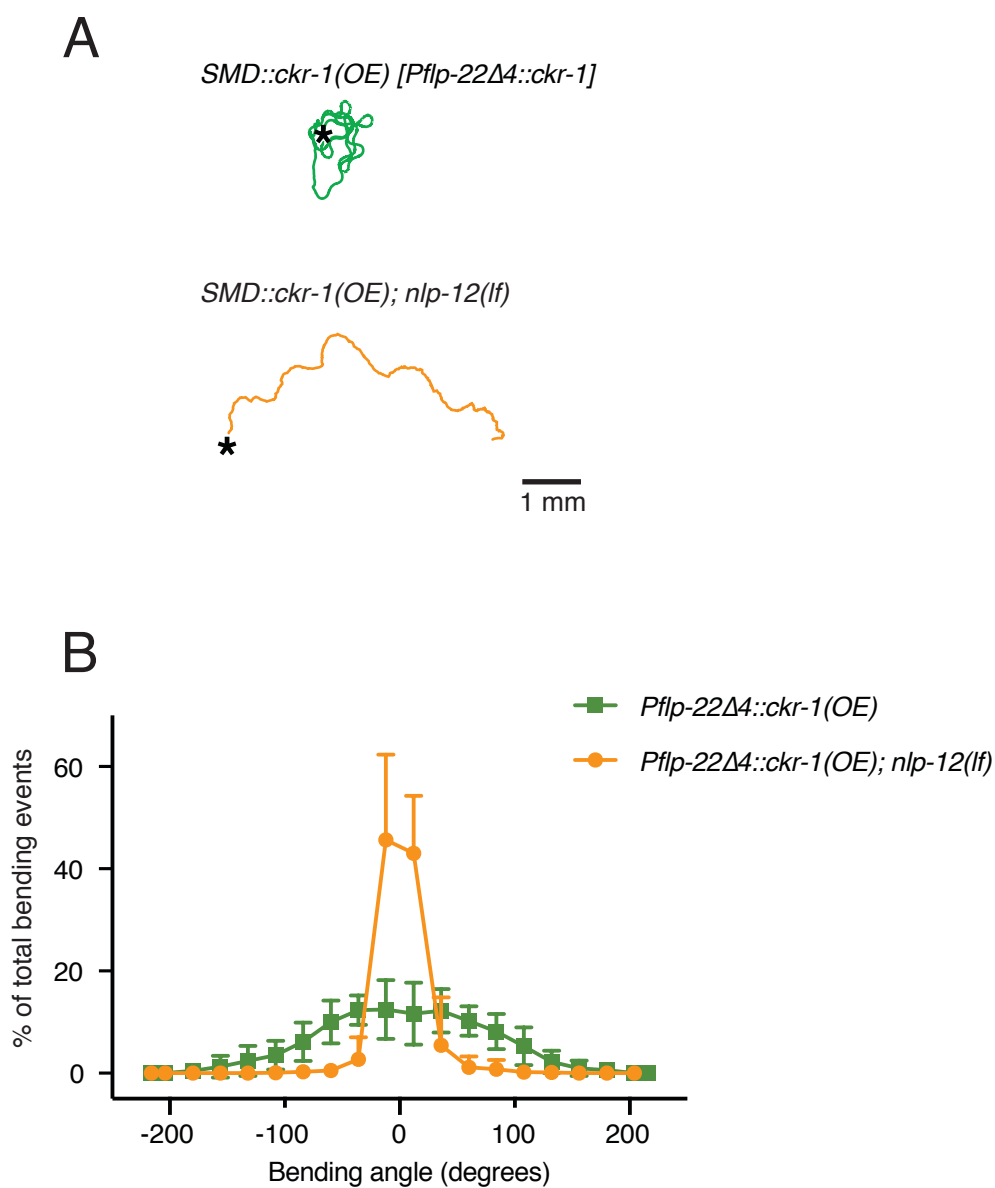 A
SMD::ckr-1(OE) [Pflp-22Δ4::ckr-1]
*
SMD::ckr-1(OE); nlp-12(lf)
*
1 mm
B
Pflp-22Δ4::ckr-1(OE)
Pflp-22Δ4::ckr-1(OE); nlp-12(lf)
% of total bending events
60
40
20
0
-200 -100 0 100 200
Bending angle (degrees)